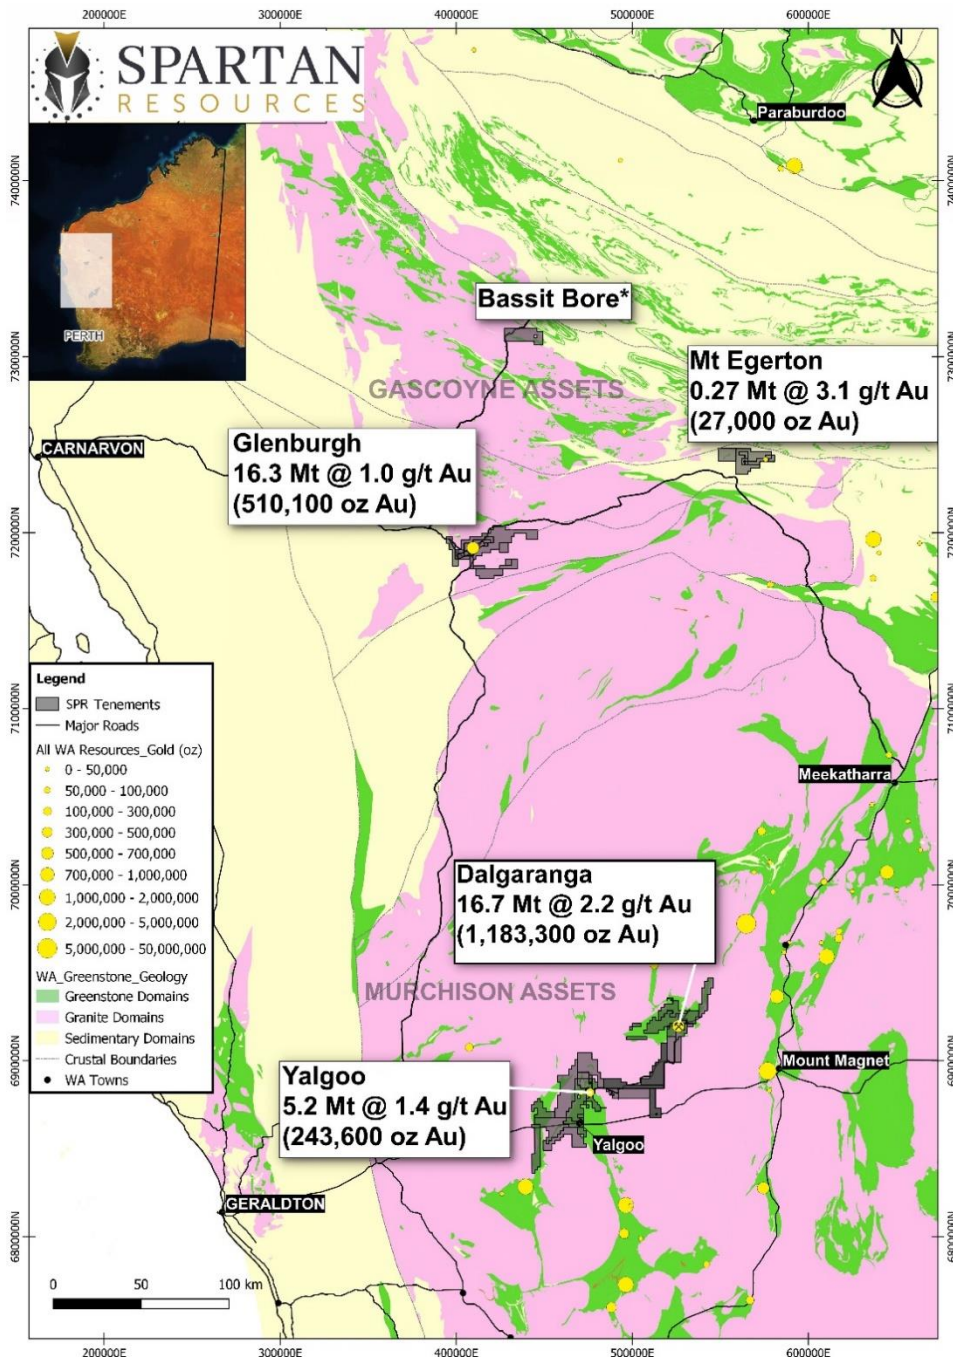 200000E
300000E
400000E
500000E
600000E
SPARTAN
RESOURCES
N
Paraburdoo
7400000N
7400000N
PERTH
Bassit Bore*
7300000N
7300000N
Mt Egerton
0.27 Mt @ 3.1 g/t Au
(27,000 oz Au)
GASCOYNE ASSETS
CARNARVON
Glenburgh
16.3 Mt @ 1.0 g/t Au
(510,100 oz Au)
7200000N
7200000N
Legend
SPR Tenements
Major Roads
All WA Resources_Gold (oz)
0 - 50,000
50,000 - 100,000
100,000 - 300,000
300,000 - 500,000
500,000 - 700,000
700,000 - 1,000,000
1,000,000 - 2,000,000
2,000,000 - 5,000,000
5,000,000 - 50,000,000
WA_Greenstone_Geology
Greenstone Domains
Granite Domains
Sedimentary Domains
Crustal Boundaries
WA Towns
7100000N
7100000N
Meekatharra
7000000N
7000000N
Dalgaranga
16.7 Mt @ 2.2 g/t Au
(1,183,300 oz Au)
MURCHISON ASSETS
6900000N
6900000N
Mount Magnet
Yalgoo
5.2 Mt @ 1.4 g/t Au
(243,600 oz Au)
Yalgoo
GERALDTON
6800000N
6800000N
0 50 100 km
200000E
300000E
400000E
500000E
600000E